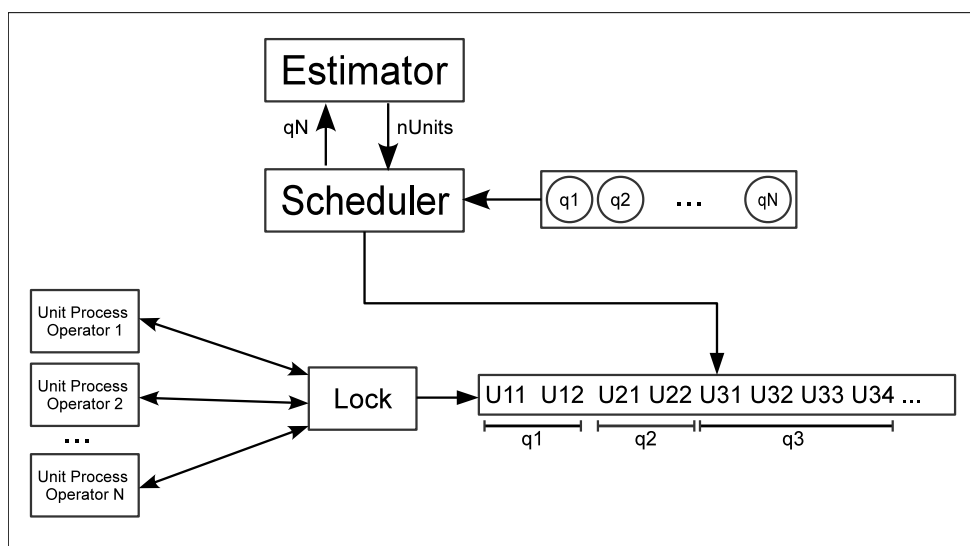 Estimator
qN
nUnits
Scheduler
q1 q2 ... qN
Unit Process
Operator 1
Unit Process
Operator 2
...
Unit Process
Operator N
Lock
U11 U12 U21 U22 U31 U32 U33 U34 ...
q1 q2 q3